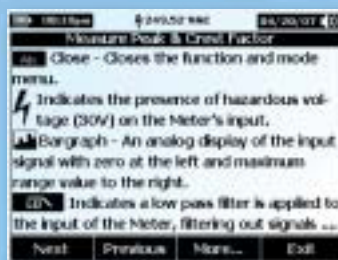 Measure Peak & Crest Factor
Close - Closes the function and mode
menu.
Indicates the presence of hazardous vol-
tage (30V) on the Meter's input.
Bargraph - An analog display of the input
signal with zero at the left and maximum
range value to the right.
Indicates a low pass filter is applied to
the input of the Meter, filtering out signals ...
Next Previous More... Exit